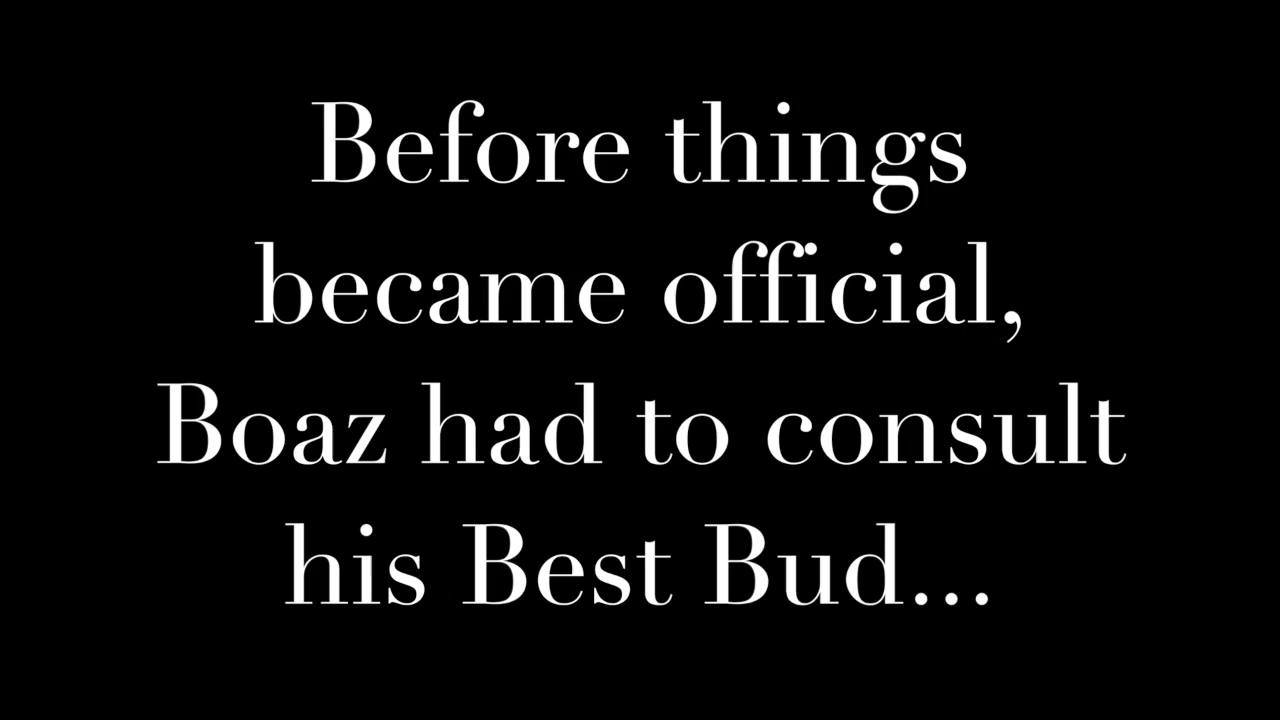 Before things
became official,
Boaz had to consult
his Best Bud...